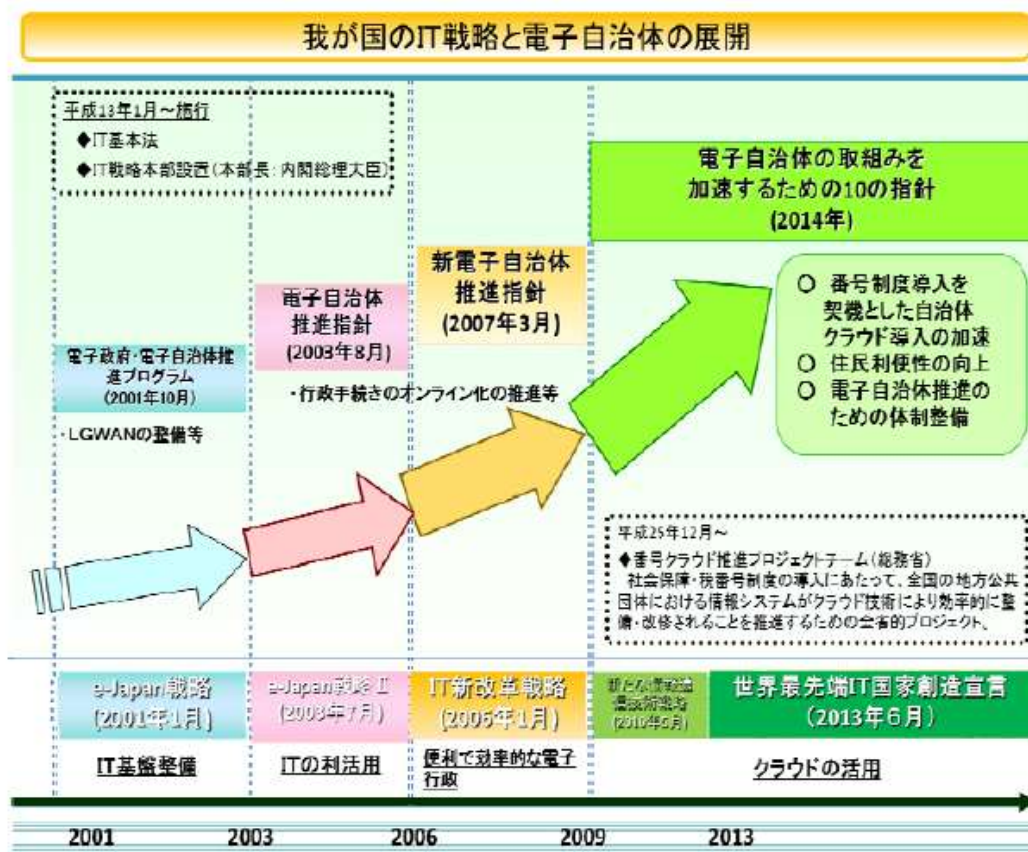 我が国のIT戦略と電子自治体の展開
平成13年1月～施行
◆IT基本法
◆IT戦略本部設置(本部長:内閣総理大臣)
電子自治体の取組みを
加速するための10の指針
(2014年)
新電子自治体
推進指針
(2007年3月)
電子自治体
推進指針
(2003年8月)
電子政府・電子自治体推
進プログラム
(2001年10月)
○ 番号制度導入を
契機とした自治体
クラウド導入の加速
○ 住民利便性の向上
○ 電子自治体推進の
ための体制整備
・行政手続きのオンライン化の推進等
・LGWANの整備等
平成25年12月～
◆番号クラウド推進プロジェクトチーム(総務省)
社会保障・税番号制度の導入にあたって、全国の地方公共
団体における情報システムがクラウド技術により効率的に整
備・改修されることを推進するための全省的プロジェクト。
e-Japan戦略
(2001年1月)
e-Japan戦略Ⅱ
(2003年7月)
IT新改革戦略
(2006年1月)
新たな情報通
信技術戦略
世界最先端IT国家創造宣言
(2013年6月)
IT基盤整備
ITの利活用
便利で効率的な電子
行政
クラウドの活用
2001
2003
2006
2009
2013